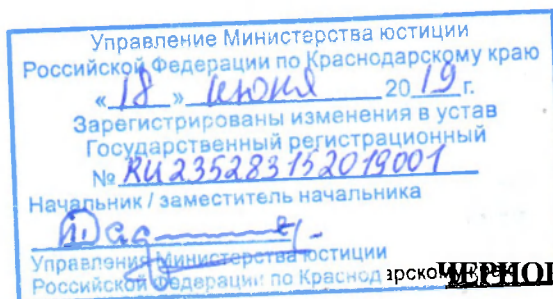 Управление Министерства юстиции
Российской Федерации по Краснодарскому краю
«18» июня 2019 г.
Зарегистрированы изменения в устав
Государственный регистрационный
№ RU235283152019001
Начальник / заместитель начальника
Управления Министерства юстиции
Российской Федерации по Краснодарскому